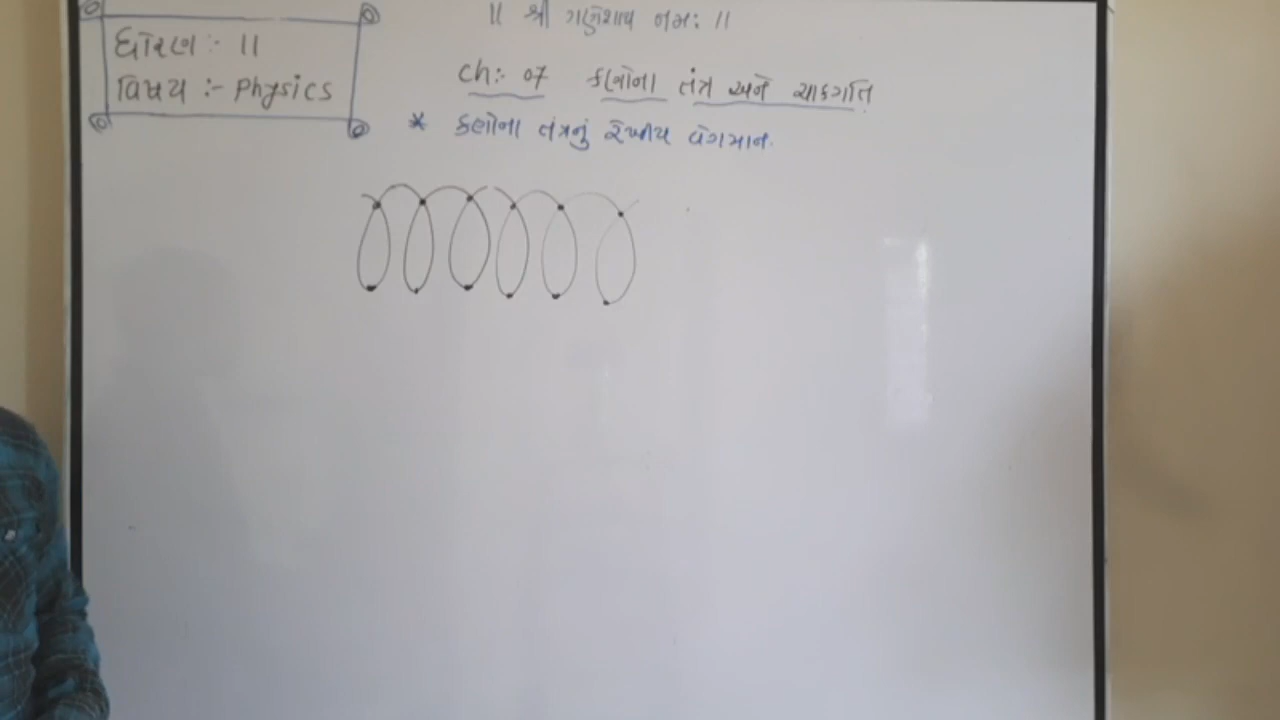 || શ્રી ગણેશાય નમઃ ||
ધોરણ :- 11
વિષય :- Physics
Ch:- 07 કણોના તંત્ર અને ચાકગતિ
* કણોના તંત્રનું રેખીય વેગમાન.